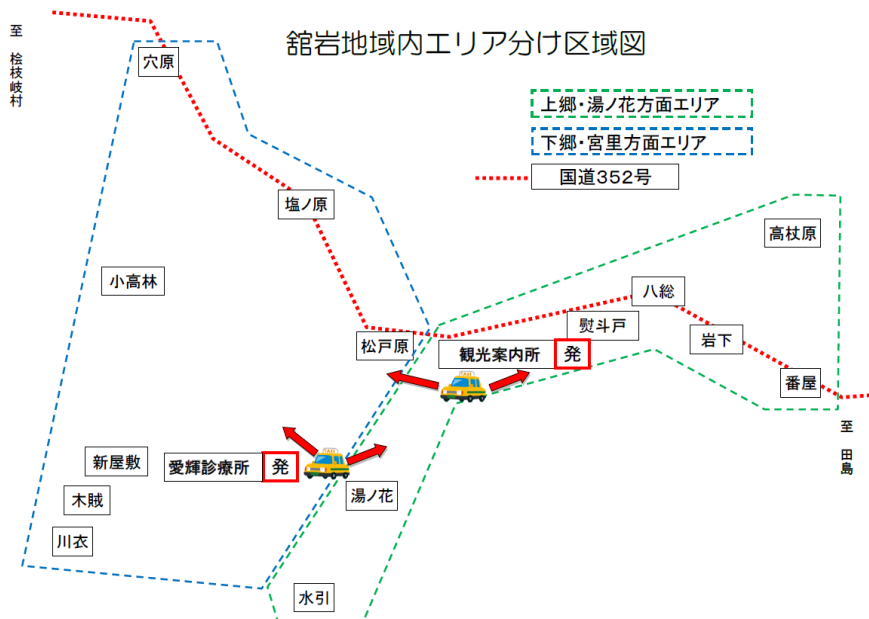 舘岩地域内エリア分け区域図
至 桧枝岐村
穴原
上郷・湯ノ花方面エリア
下郷・宮里方面エリア
国道352号
塩ノ原
高杖原
小高林
八総
熨斗戸
岩下
松戸原
観光案内所 発
番屋
至 田島
新屋敷
愛輝診療所 発
木賊
湯ノ花
川衣
水引
TAXI
TAXI